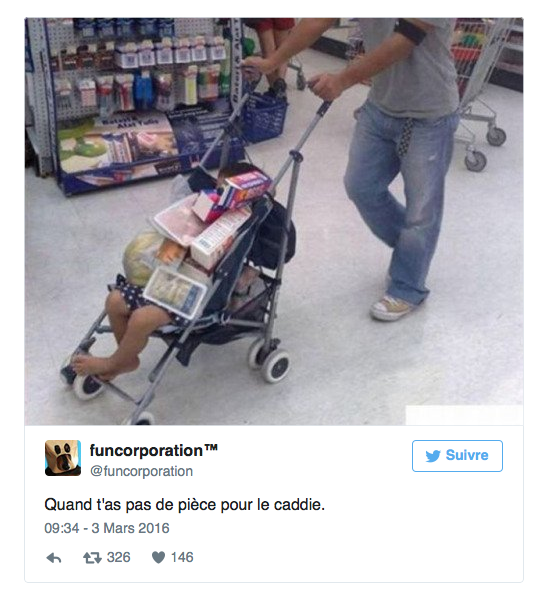 funcorporation™
@funcorporation
Suivre
Quand t'as pas de pièce pour le caddie.
09:34 - 3 Mars 2016
326
146